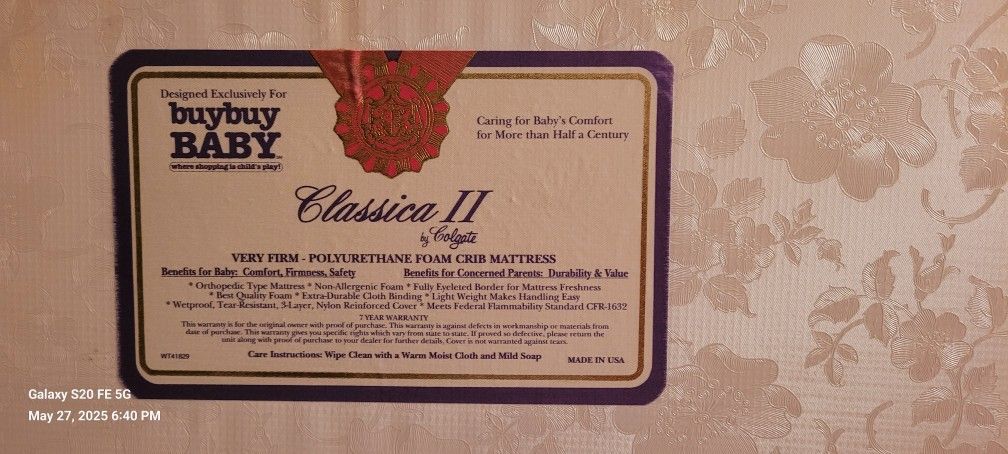 Designed Exclusively For
buybuy
BABY SM
where shopping is child's play!
Caring for Baby's Comfort
for More than Half a Century
Classica II
by Colgate
VERY FIRM - POLYURETHANE FOAM CRIB MATTRESS
Benefits for Baby: Comfort, Firmness, Safety
Benefits for Concerned Parents: Durability & Value
* Orthopedic Type Mattress * Non-Allergenic Foam * Fully Eyeleted Border for Mattress Freshness
* Best Quality Foam * Extra-Durable Cloth Binding * Light Weight Makes Handling Easy
* Wetproof, Tear-Resistant, 3-Layer, Nylon Reinforced Cover * Meets Federal Flammability Standard CFR-1632
7 YEAR WARRANTY
This warranty is for the original owner with proof of purchase. This warranty is against defects in workmanship or materials from
date of purchase. This warranty gives you specific rights which vary from state to state. If proved so defective, please return the
unit along with proof of purchase to your dealer for further details. Cover is not warranted against tears.
WT41829
Care Instructions: Wipe Clean with a Warm Moist Cloth and Mild Soap
MADE IN USA
Galaxy S20 FE 5G
May 27, 2025 6:40 PM